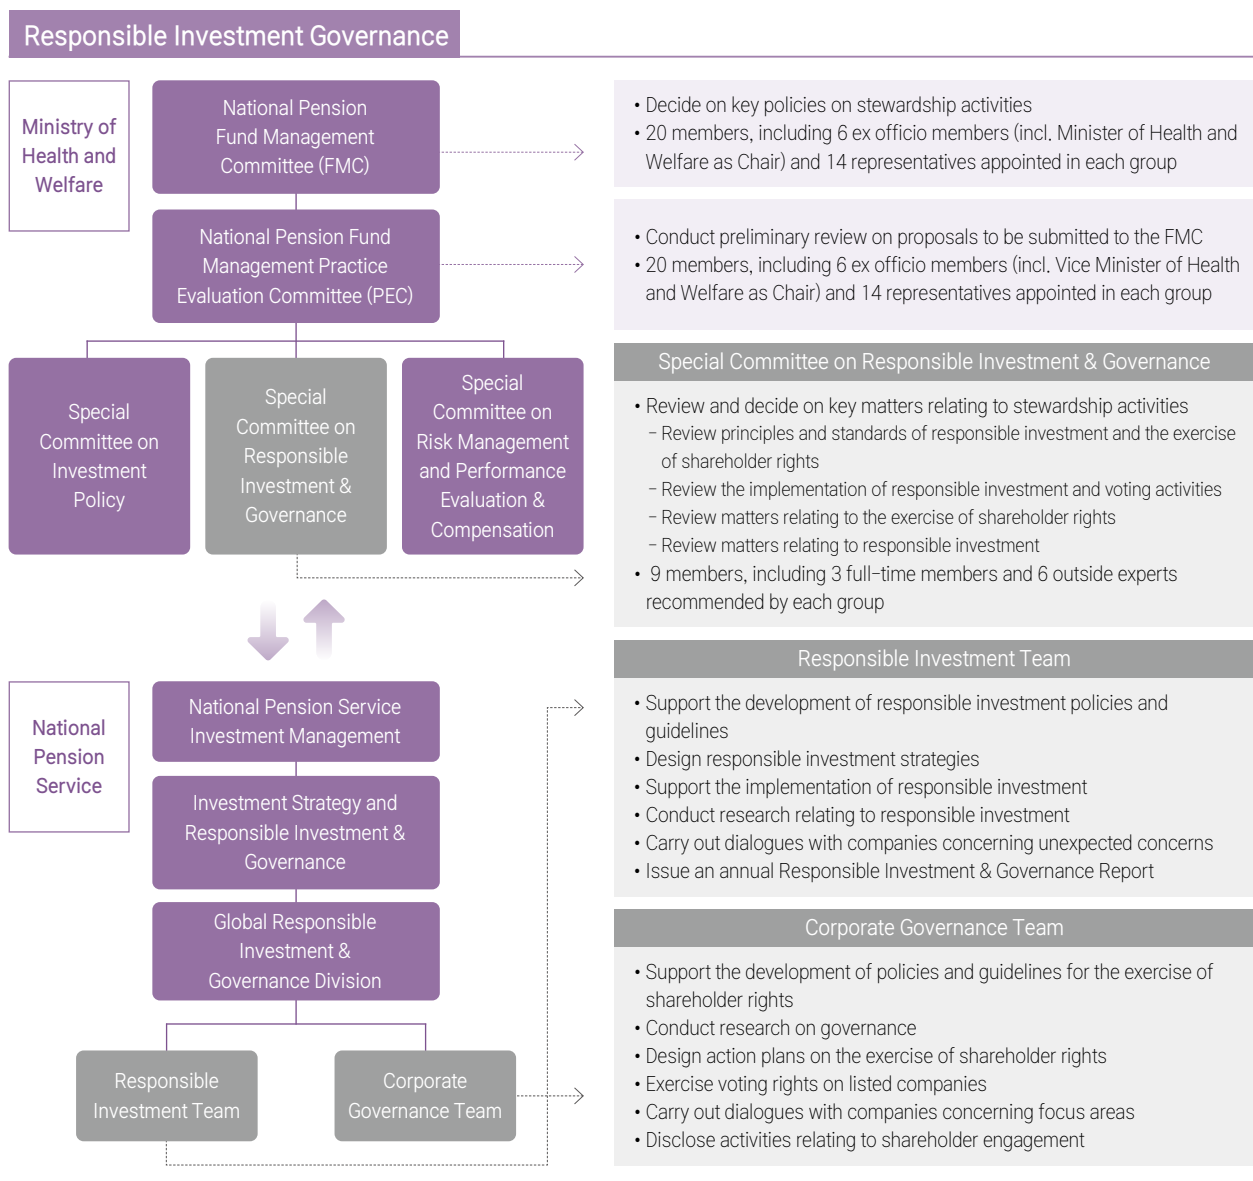 Responsible Investment Governance
Ministry of
Health and
Welfare
National Pension
Fund Management
Committee (FMC)
• Decide on key policies on stewardship activities
• 20 members, including 6 ex officio members (incl. Minister of Health and
Welfare as Chair) and 14 representatives appointed in each group
National Pension Fund
Management Practice
Evaluation Committee (PEC)
• Conduct preliminary review on proposals to be submitted to the FMC
• 20 members, including 6 ex officio members (incl. Vice Minister of Health
and Welfare as Chair) and 14 representatives appointed in each group
Special
Committee on
Investment
Policy
Special
Committee on
Responsible
Investment &
Governance
Special
Committee on
Risk Management
and Performance
Evaluation &
Compensation
Special Committee on Responsible Investment & Governance
• Review and decide on key matters relating to stewardship activities
- Review principles and standards of responsible investment and the exercise
of shareholder rights
- Review the implementation of responsible investment and voting activities
- Review matters relating to the exercise of shareholder rights
- Review matters relating to responsible investment
• 9 members, including 3 full-time members and 6 outside experts
recommended by each group
National
Pension
Service
National Pension Service
Investment Management
Investment Strategy and
Responsible Investment &
Governance
Global Responsible
Investment &
Governance Division
Responsible
Investment Team
Corporate
Governance Team
Responsible Investment Team
• Support the development of responsible investment policies and
guidelines
• Design responsible investment strategies
• Support the implementation of responsible investment
• Conduct research relating to responsible investment
• Carry out dialogues with companies concerning unexpected concerns
• Issue an annual Responsible Investment & Governance Report
Corporate Governance Team
• Support the development of policies and guidelines for the exercise of
shareholder rights
• Conduct research on governance
• Design action plans on the exercise of shareholder rights
• Exercise voting rights on listed companies
• Carry out dialogues with companies concerning focus areas
• Disclose activities relating to shareholder engagement